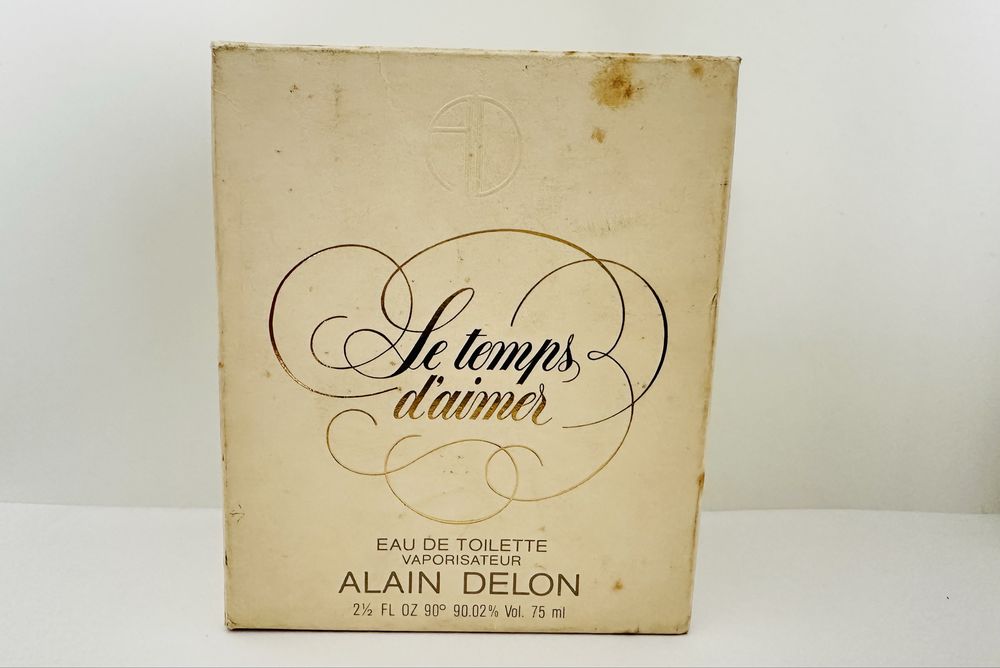 AD
Le temps
d'aimer
EAU DE TOILETTE
VAPORISATEUR
ALAIN DELON
2½ FL OZ 90° 90.02% Vol. 75 ml